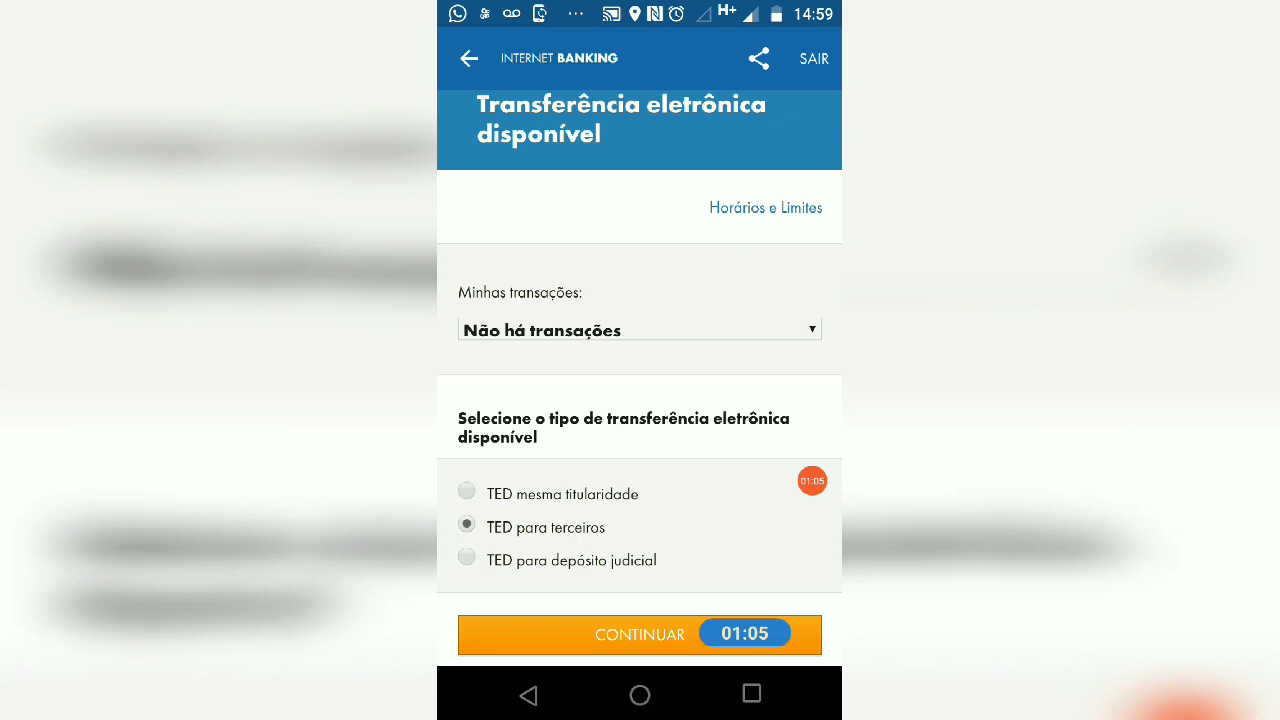 H+ 14:59
INTERNET BANKING SAIR
Transferência eletrônica
disponível
Horários e Limites
Minhas transações:
Não há transações
Selecione o tipo de transferência eletrônica
disponível
01:05
TED mesma titularidade
TED para terceiros
TED para depósito judicial
CONTINUAR 01:05